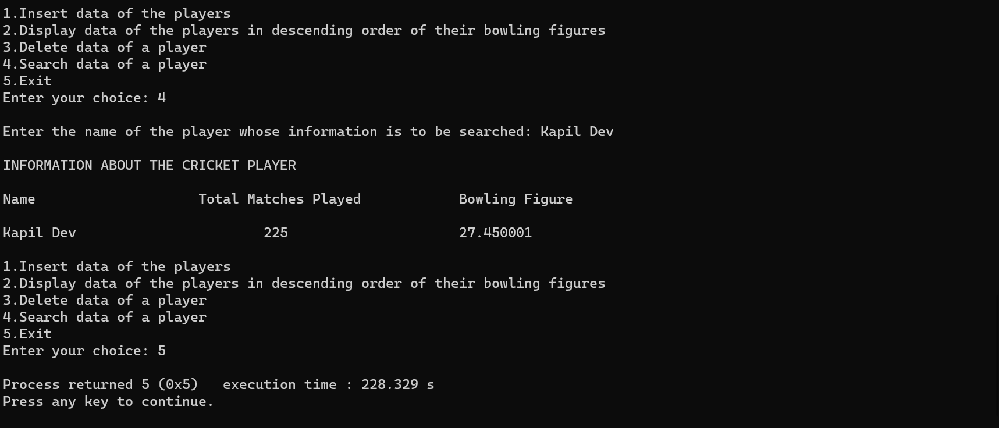 1.Insert data of the players
2.Display data of the players in descending order of their bowling figures
3.Delete data of a player
4.Search data of a player
5.Exit
Enter your choice: 4
Enter the name of the player whose information is to be searched: Kapil Dev
INFORMATION ABOUT THE CRICKET PLAYER
Name                    Total Matches Played            Bowling Figure
Kapil Dev                       225                     27.450001
1.Insert data of the players
2.Display data of the players in descending order of their bowling figures
3.Delete data of a player
4.Search data of a player
5.Exit
Enter your choice: 5
Process returned 5 (0x5)   execution time : 228.329 s
Press any key to continue.